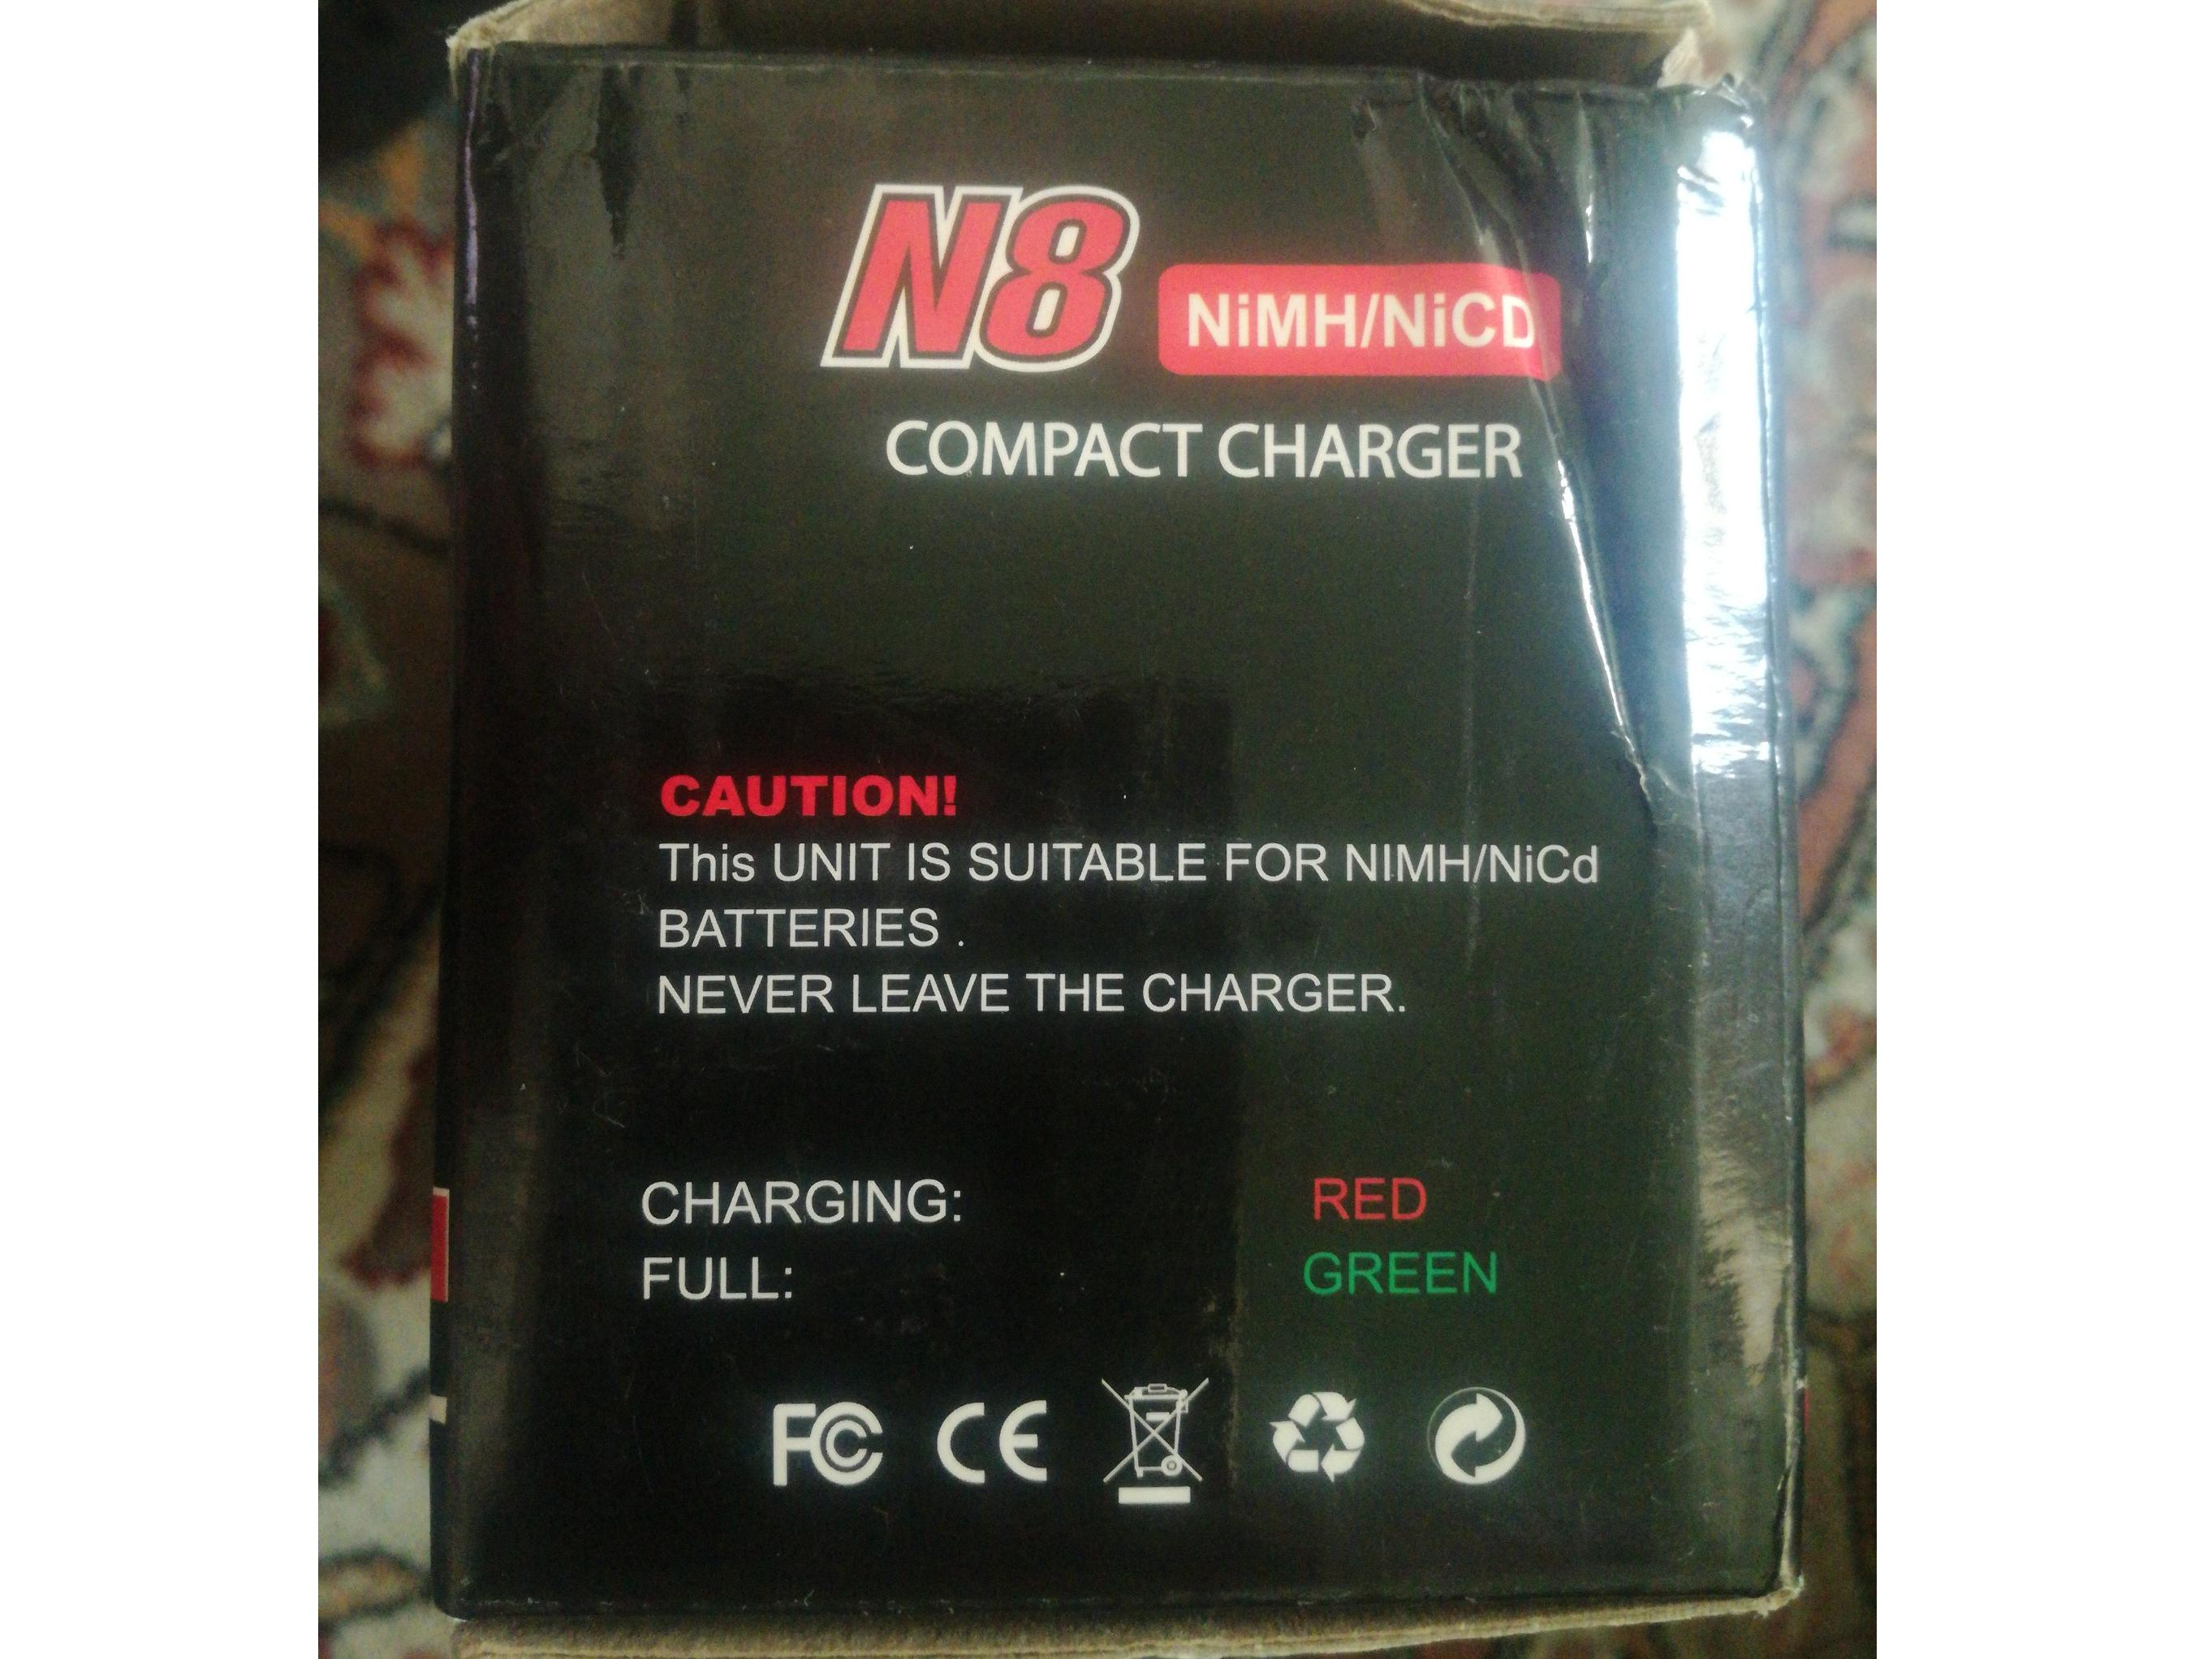 N8 NiMH/NiCD
COMPACT CHARGER
CAUTION!
This UNIT IS SUITABLE FOR NIMH/NiCd
BATTERIES .
NEVER LEAVE THE CHARGER.
CHARGING: RED
FULL: GREEN
FC CE